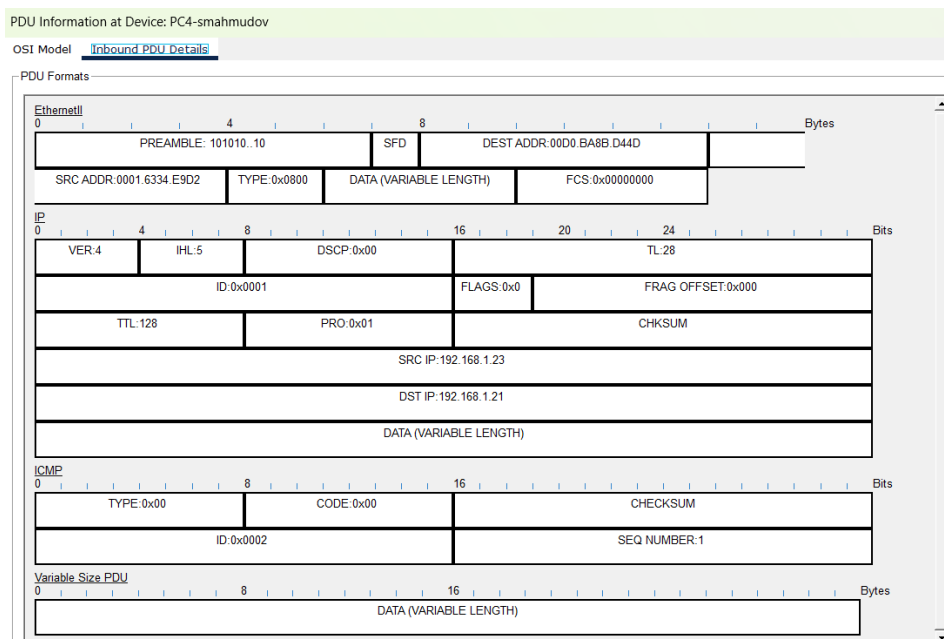 PDU Information at Device: PC4-smahmudov
OSI Model Inbound PDU Details
PDU Formats
EthernetII
0 4 8 Bytes
PREAMBLE: 101010..10 SFD DEST ADDR:00D0.BA8B.D44D
SRC ADDR:0001.6334.E9D2 TYPE:0x0800 DATA (VARIABLE LENGTH) FCS:0x00000000
IP
0 4 8 16 20 24 Bits
VER:4 IHL:5 DSCP:0x00 TL:28
ID:0x0001 FLAGS:0x0 FRAG OFFSET:0x000
TTL:128 PRO:0x01 CHKSUM
SRC IP:192.168.1.23
DST IP:192.168.1.21
DATA (VARIABLE LENGTH)
ICMP
0 8 16 Bits
TYPE:0x00 CODE:0x00 CHECKSUM
ID:0x0002 SEQ NUMBER:1
Variable Size PDU
0 8 16 Bytes
DATA (VARIABLE LENGTH)